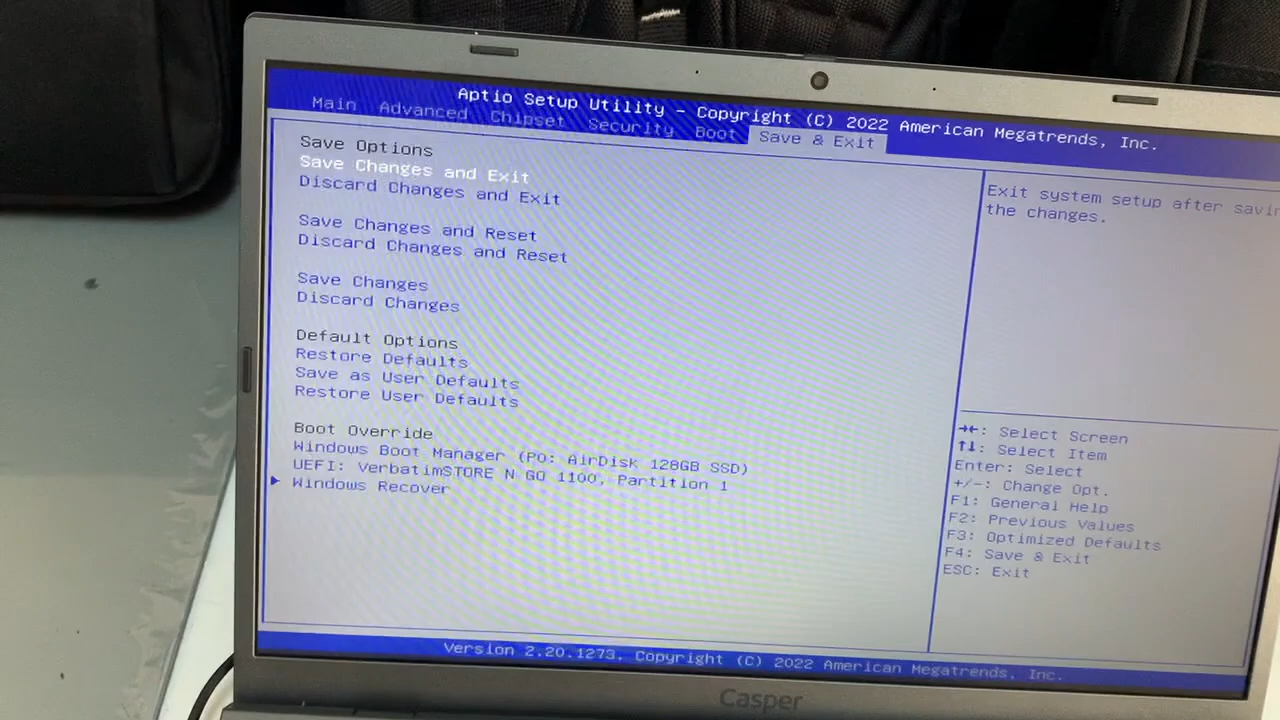 Aptio Setup Utility – Copyright (C) 2022 American Megatrends, Inc.
Main Advanced Chipset Security Boot Save & Exit
Save Options
Save Changes and Exit
Discard Changes and Exit
Save Changes and Reset
Discard Changes and Reset
Save Changes
Discard Changes
Default Options
Restore Defaults
Save as User Defaults
Restore User Defaults
Boot Override
Windows Boot Manager (P0: AirDisk 128GB SSD)
UEFI: VerbatimSTORE N GO 1100, Partition 1
Windows Recover
Exit system setup after
the changes.
→←: Select Screen
↑↓: Select Item
Enter: Select
+/–: Change Opt.
F1: General Help
F2: Previous Values
F3: Optimized Defaults
F4: Save & Exit
ESC: Exit
Version 2.20.1273. Copyright (C) 2022 American Megatrends, Inc.
Casper